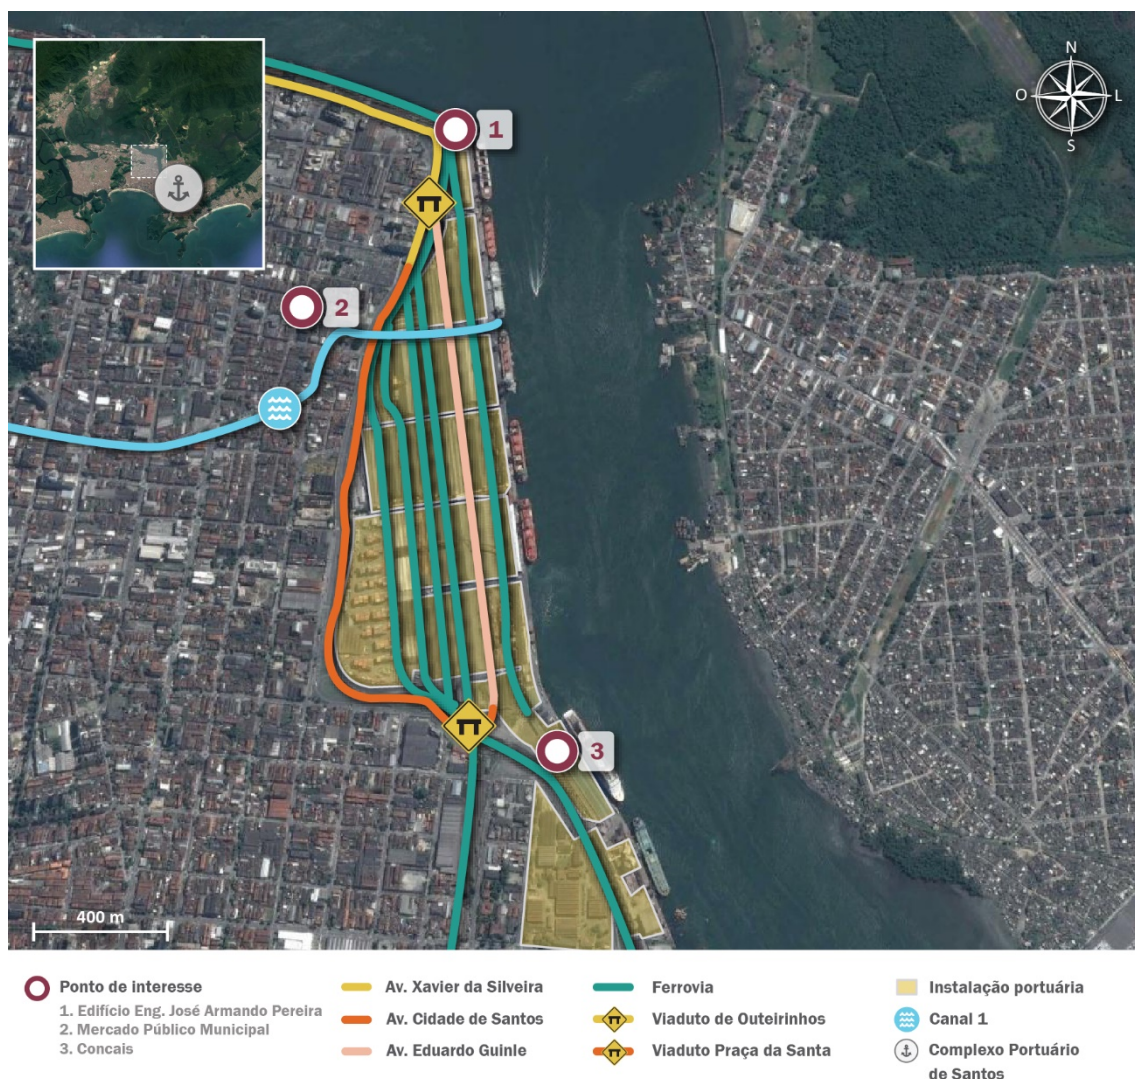 N
O
L
S
1
2
3
400 m
Ponto de interesse
1. Edifício Eng. José Armando Pereira
2. Mercado Público Municipal
3. Concais
Av. Xavier da Silveira
Av. Cidade de Santos
Av. Eduardo Guinle
Ferrovia
Viaduto de Outeirinhos
Viaduto Praça da Santa
Instalação portuária
Canal 1
Complexo Portuário
de Santos